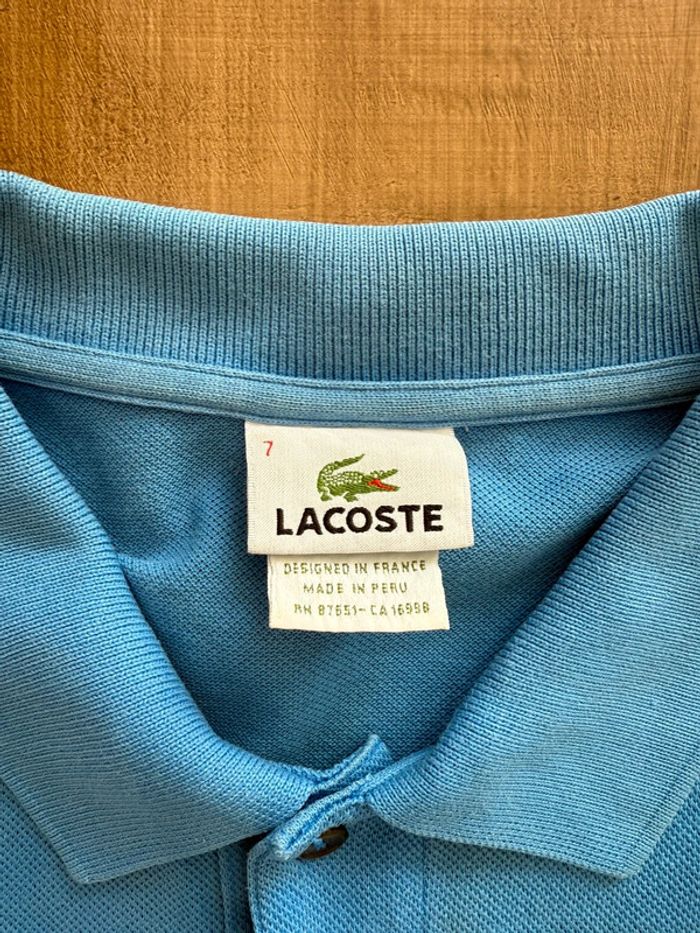 7
LACOSTE
DESIGNED IN FRANCE
MADE IN PERU
RN 87651-CA 16998